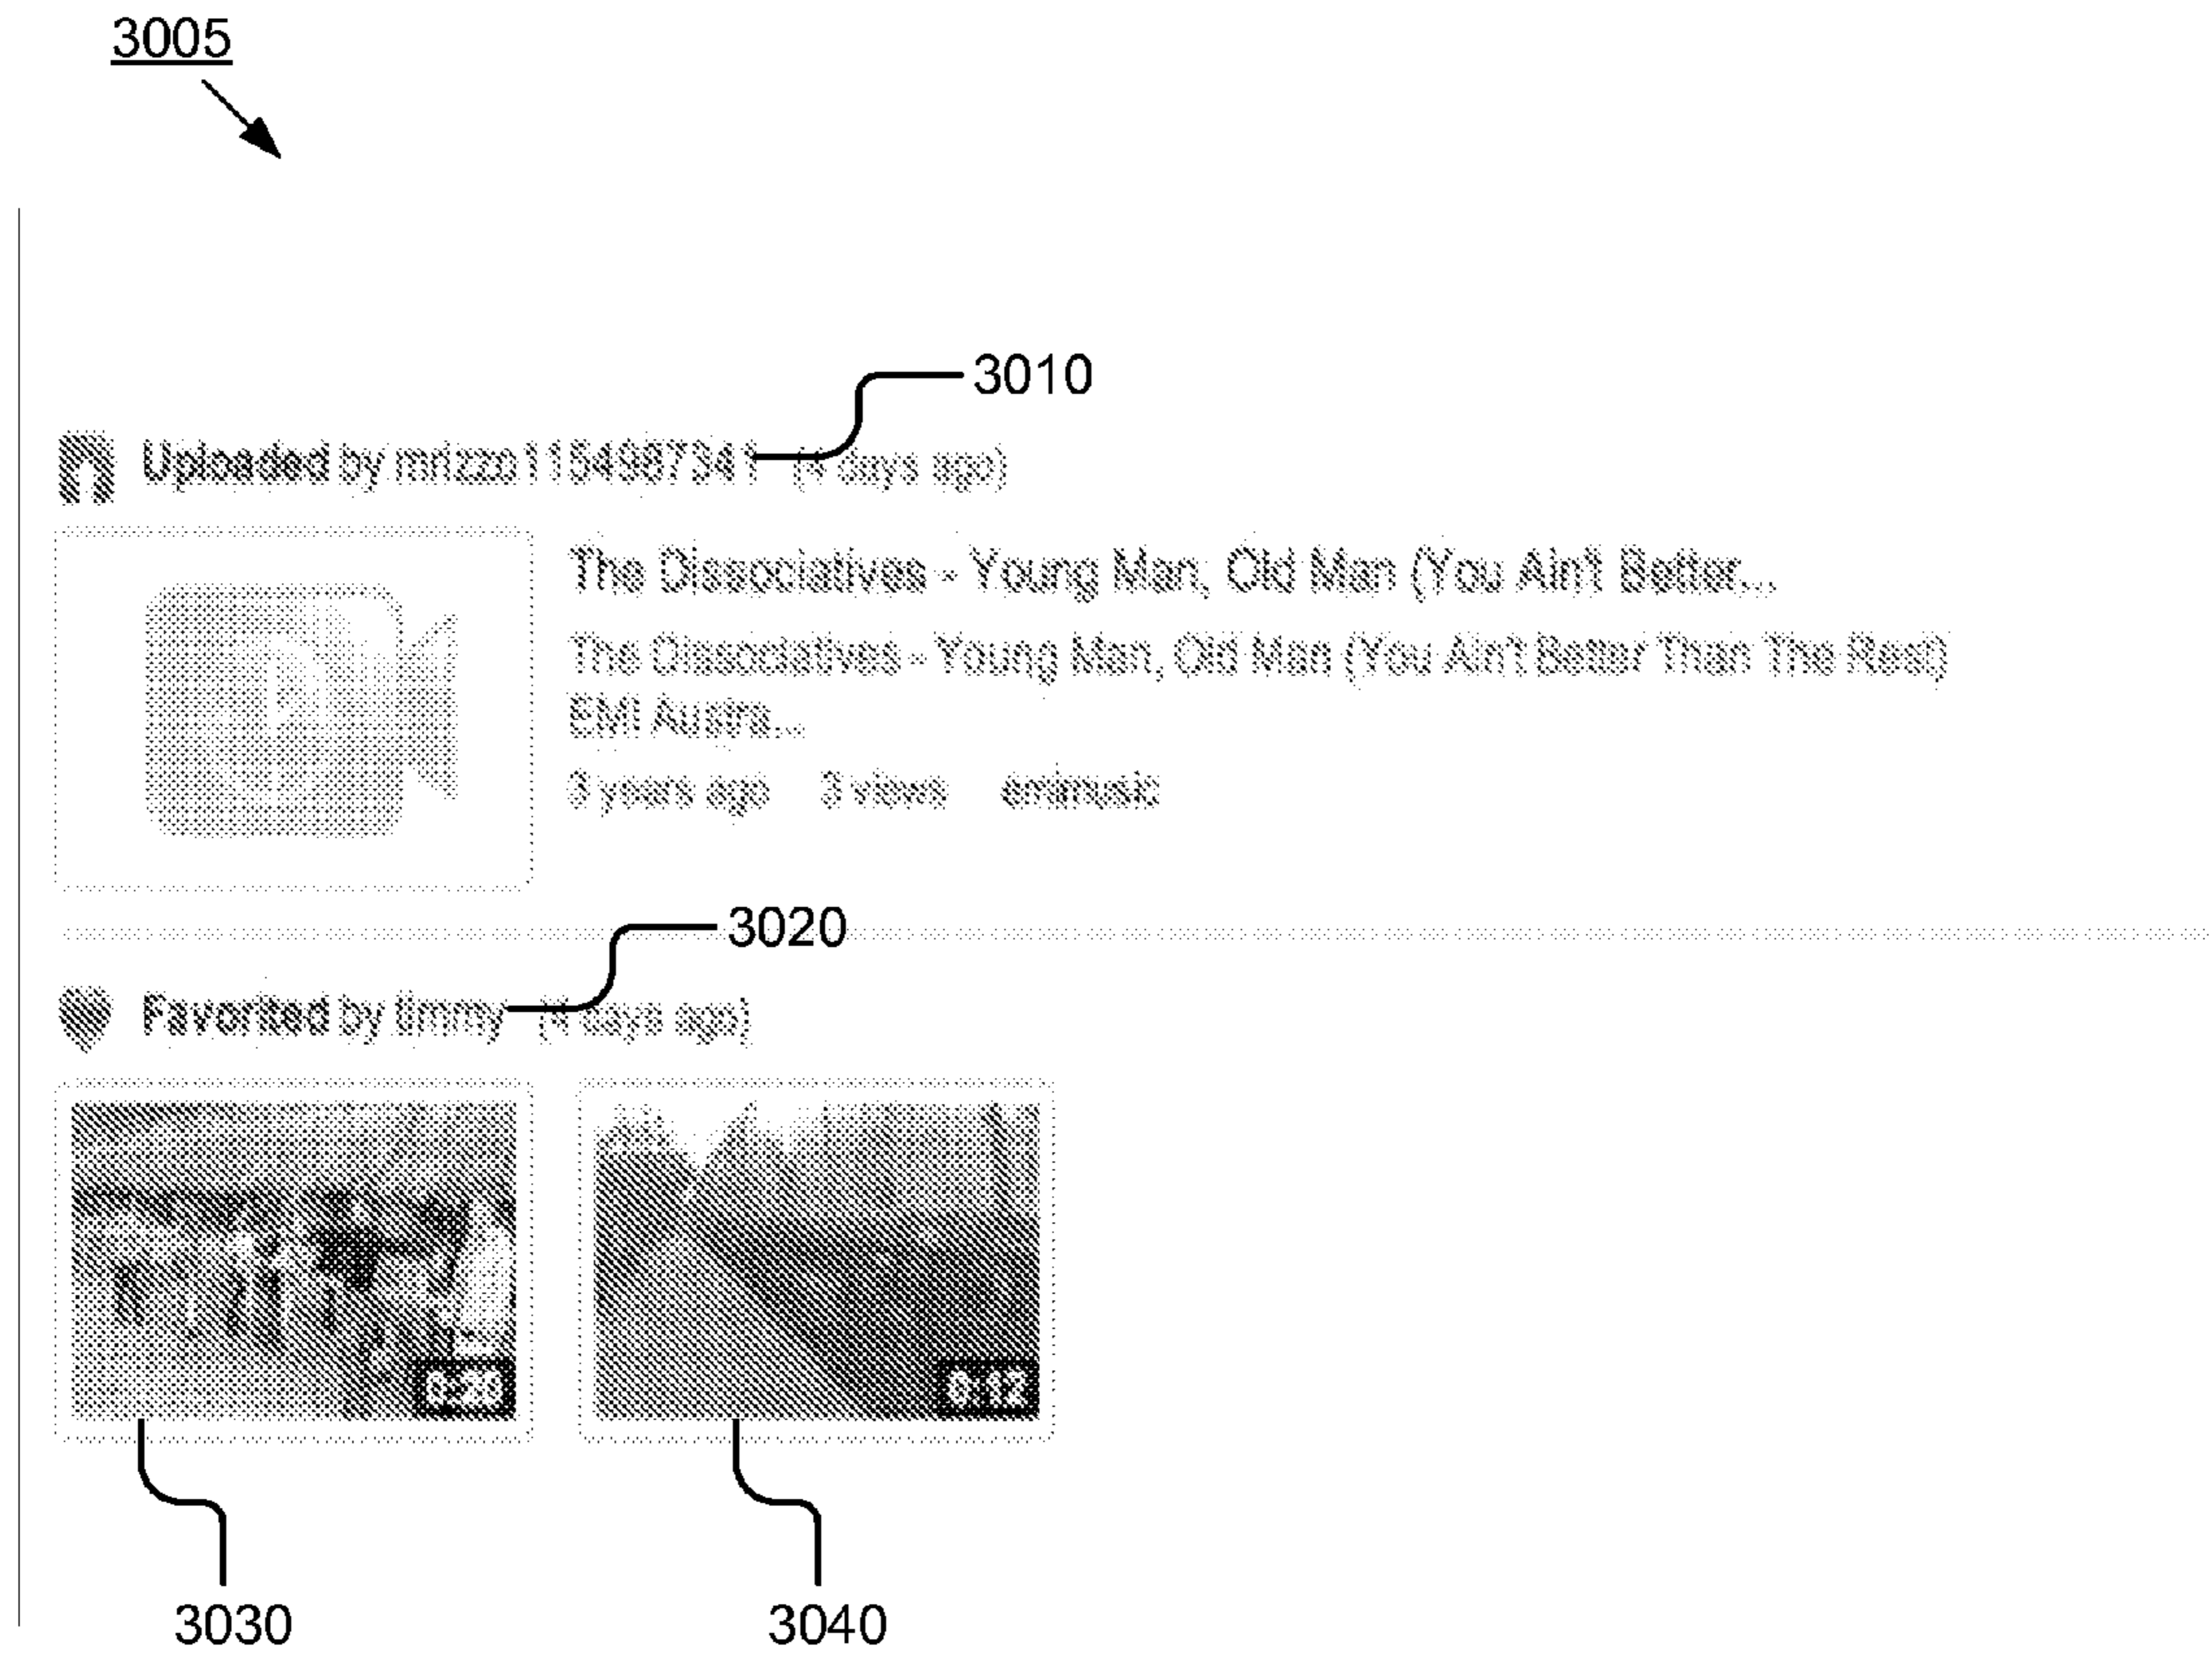 3005
3010
Uploaded by mrizzo1154987341 (4 days ago)
The Dissociatives - Young Man, Old Man (You Ain't Better...
The Dissociatives - Young Man, Old Man (You Ain't Better Than The Rest)
EMI Austra...
3 years ago 3 views emimusic
3020
Favorited by timmy (4 days ago)
3030
3040